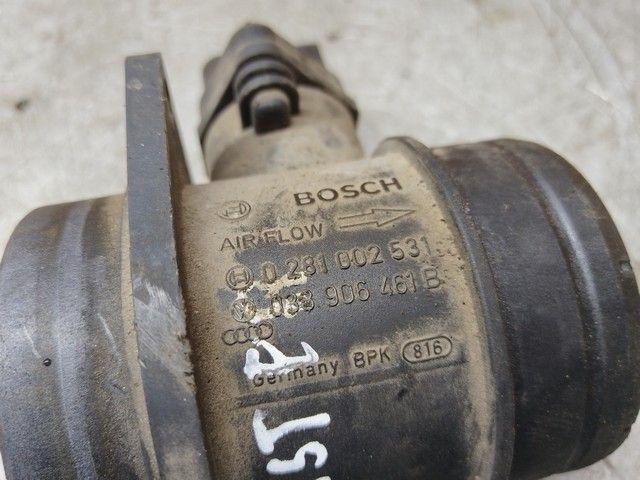 BOSCH
AIR FLOW
0 281 002 531
038 906 461 B
Germany BPK 816